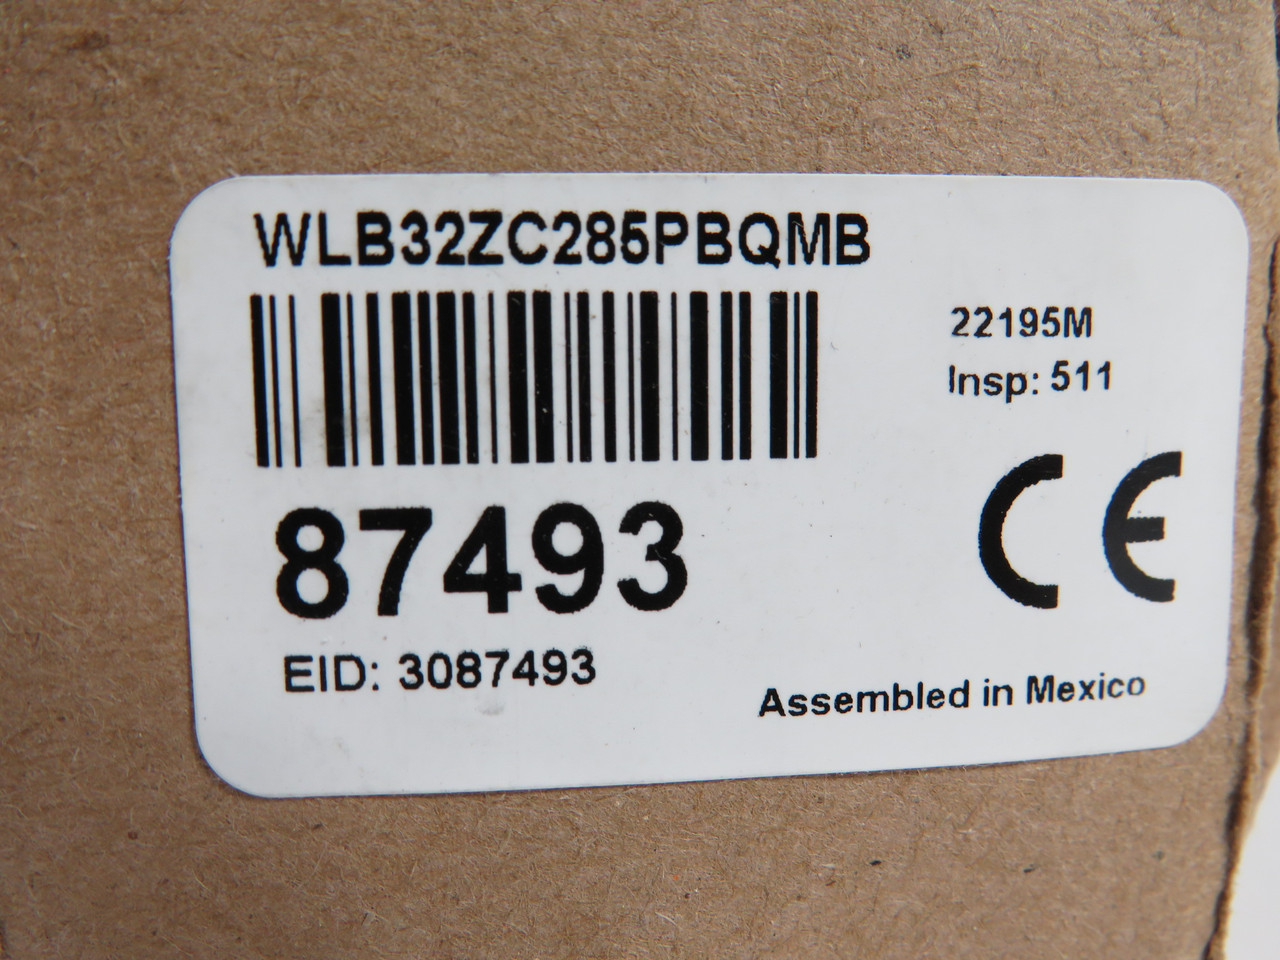 WLB32ZC285PBQMB
22195M
Insp: 511
CE
87493
EID: 3087493
Assembled in Mexico